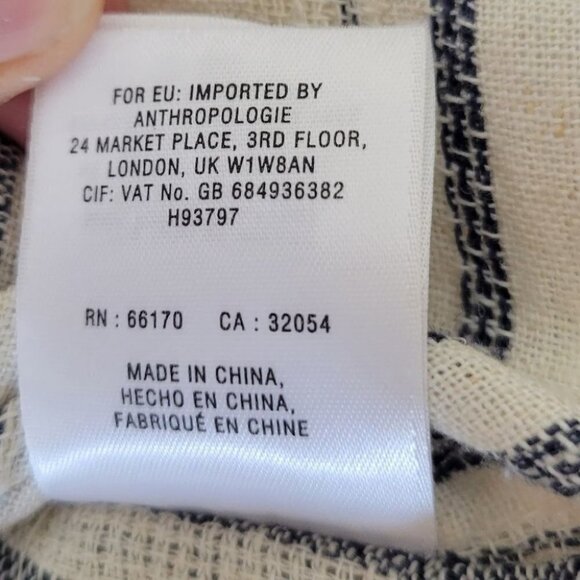 FOR EU: IMPORTED BY
ANTHROPOLOGIE
24 MARKET PLACE, 3RD FLOOR,
LONDON, UK W1W8AN
CIF: VAT No. GB 684936382
H93797
RN : 66170 CA : 32054
MADE IN CHINA,
HECHO EN CHINA,
FABRIQUÉ EN CHINE